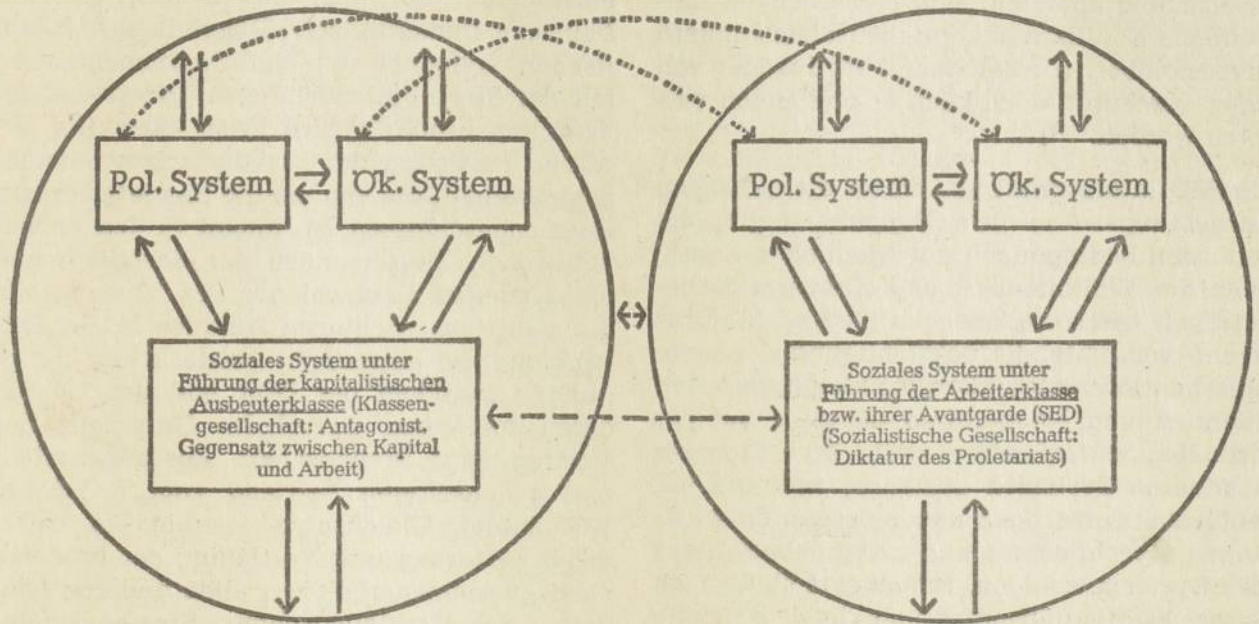 Pol. System
Ök. System
Soziales System unter
Führung der kapitalistischen
Ausbeuterklasse (Klassen-
gesellschaft: Antagonist.
Gegensatz zwischen Kapital
und Arbeit)
Pol. System
Ök. System
Soziales System unter
Führung der Arbeiterklasse
bzw. ihrer Avantgarde (SED)
(Sozialistische Gesellschaft:
Diktatur des Proletariats)